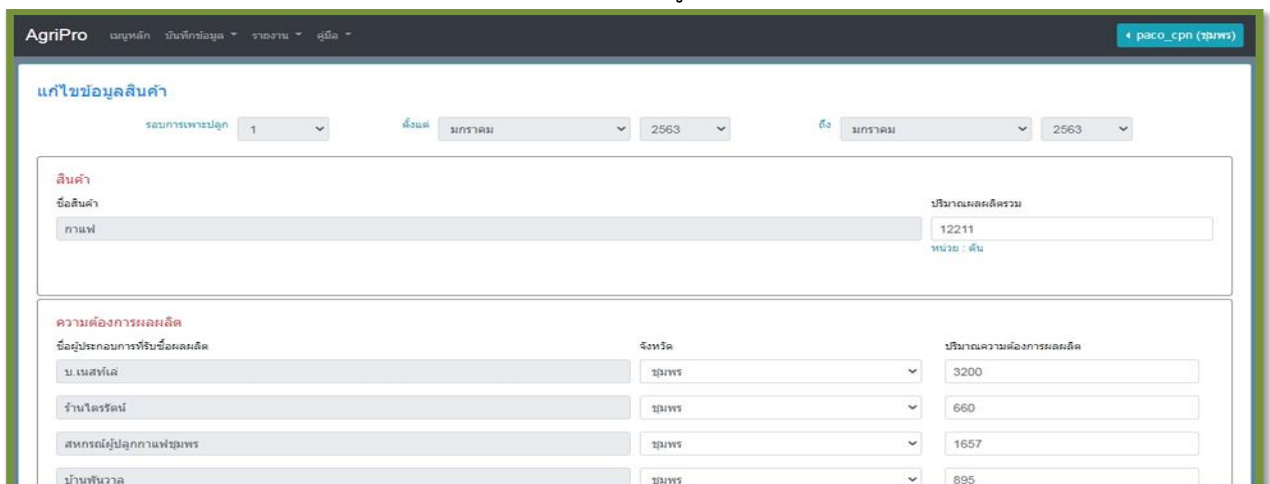 AgriPro เมนูหลัก บันทึกข้อมูล รายงาน คู่มือ paco_cpn (ชุมพร)
แก้ไขข้อมูลสินค้า
รอบการเพาะปลูก 1 ตั้งแต่ มกราคม 2563 ถึง มกราคม 2563
สินค้า
ชื่อสินค้า ปริมาณผลผลิตรวม
กาแฟ 12211
หน่วย : ตัน
ความต้องการผลผลิต
ชื่อผู้ประกอบการที่รับซื้อผลผลิต จังหวัด ปริมาณความต้องการผลผลิต
บ.เนสท์เล่ ชุมพร 3200
ร้านไตรรัตน์ ชุมพร 660
สหกรณ์ผู้ปลูกกาแฟชุมพร ชุมพร 1657
บ้านพันวาล ชุมพร 895